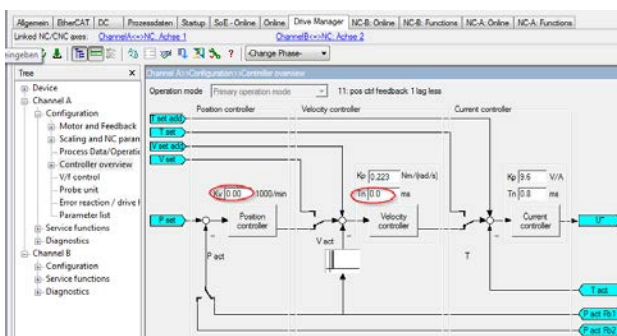 Allgemein EtherCAT DC Prozessdaten Startup SoE - Online Online Drive Manager NC-B: Online NC-B: Functions NC-A: Online NC-A: Functions
Linked NC/CNC axes: ChannelA<->NC: Achse 1 ChannelB<->NC: Achse 2
eingeben -Change Phase-
Tree X Channel A>>Configuration>>Controller overview
Device
Channel A
Configuration
Motor and Feedback
Scaling and NC param
Process Data/Operati
Controller overview
V/f control
Probe unit
Error reaction / drive h
Parameter list
Service functions
Diagnostics
Channel B
Configuration
Service functions
Diagnostics
Operation mode Primary operation mode 11: pos ctrl feedback 1 lag less
Position controller Velocity controller Current controller
T set add
T set
V set add
V set
Kp 0.223 Nm/(rad/s) Kp 9.6 V/A
Kv 0.00 1000/min Tn 0.0 ms Tn 0.8 ms
P set Position controller Velocity controller Current controller U~
V act
P act T
T act
P act Fb1
P act Fb2